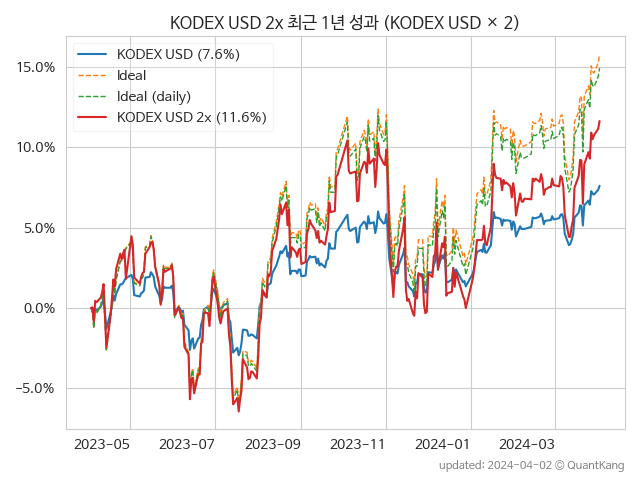 KODEX USD 2x 최근 1년 성과 (KODEX USD × 2)
KODEX USD (7.6%)
Ideal
Ideal (daily)
KODEX USD 2x (11.6%)
15.0%
10.0%
5.0%
0.0%
−5.0%
2023-05 2023-07 2023-09 2023-11 2024-01 2024-03
updated: 2024-04-02 © QuantKang